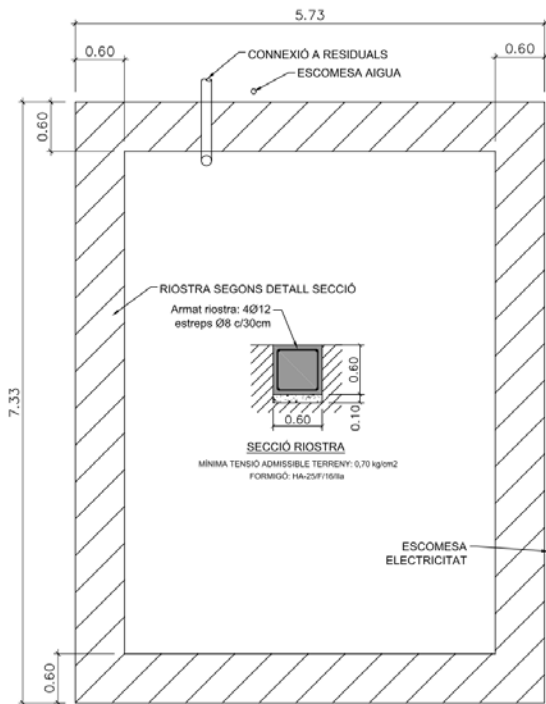 5.73
0.60
0.60
CONNEXIÓ A RESIDUALS
ESCOMESA AIGUA
0.60
RIOSTRA SEGONS DETALL SECCIÓ
Armat riostra: 4Ø12
estreps Ø8 c/30cm
0.60
0.10
0.60
SECCIÓ RIOSTRA
MÍNIMA TENSIÓ ADMISSIBLE TERRENY: 0,70 kg/cm2
FORMIGÓ: HA-25/F/16/IIa
7.33
ESCOMESA
ELECTRICITAT
0.60